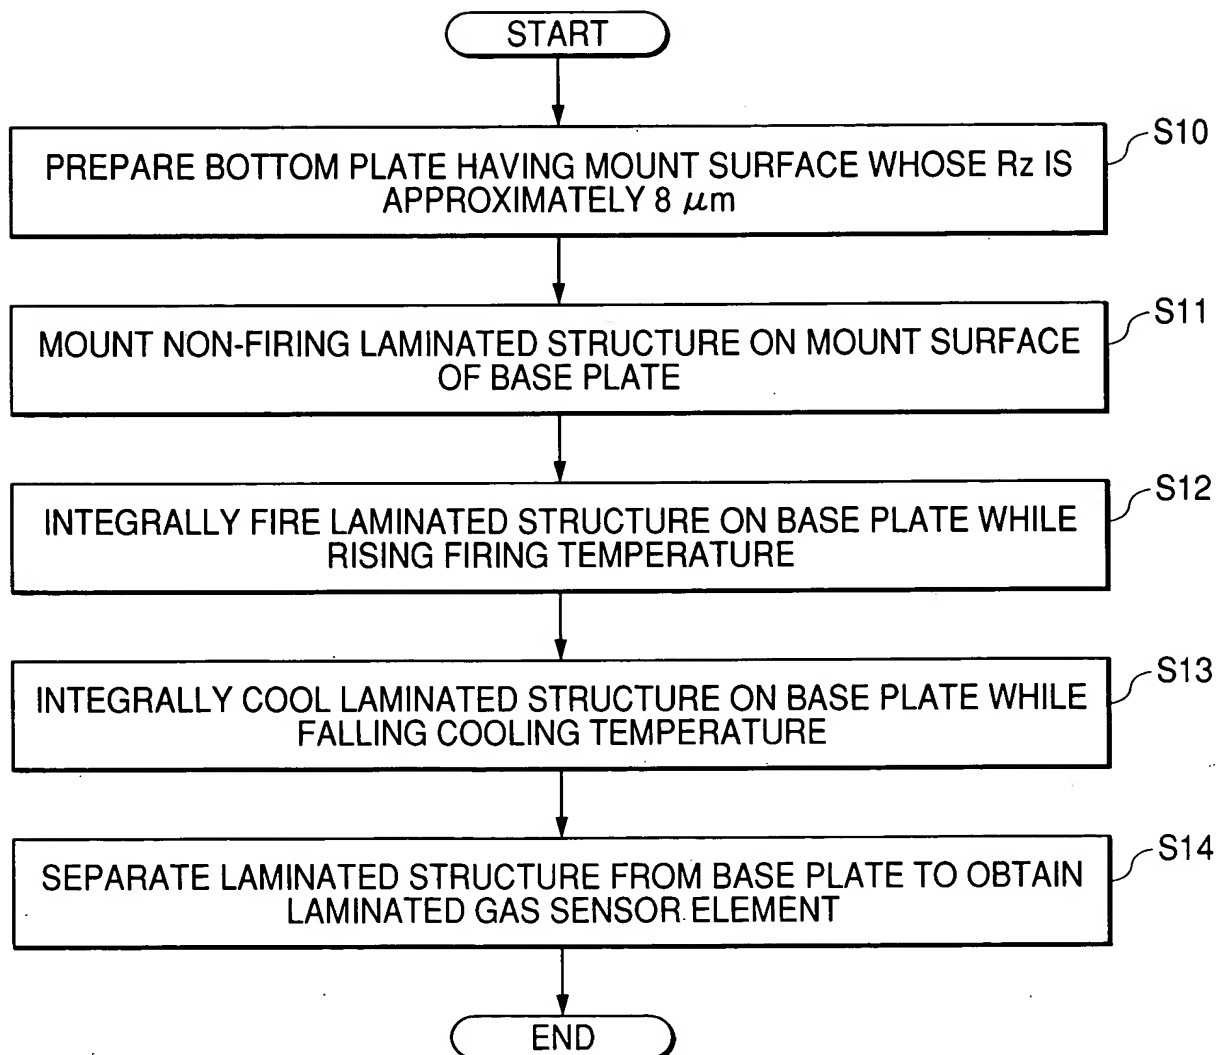 START
S10
PREPARE BOTTOM PLATE HAVING MOUNT SURFACE WHOSE Rz IS
APPROXIMATELY 8 μm
S11
MOUNT NON-FIRING LAMINATED STRUCTURE ON MOUNT SURFACE
OF BASE PLATE
S12
INTEGRALLY FIRE LAMINATED STRUCTURE ON BASE PLATE WHILE
RISING FIRING TEMPERATURE
S13
INTEGRALLY COOL LAMINATED STRUCTURE ON BASE PLATE WHILE
FALLING COOLING TEMPERATURE
S14
SEPARATE LAMINATED STRUCTURE FROM BASE PLATE TO OBTAIN
LAMINATED GAS SENSOR ELEMENT
END